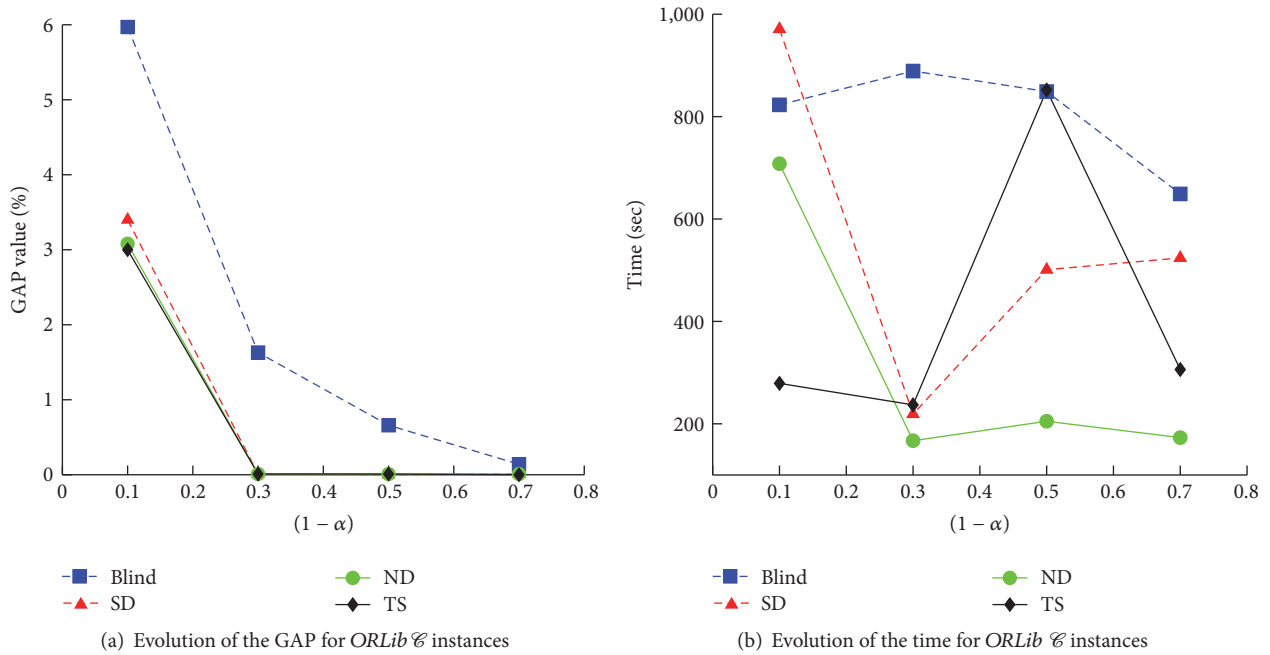 6
5
4
3
2
1
0
GAP value (%)
0 0.1 0.2 0.3 0.4 0.5 0.6 0.7 0.8
(1 − α)
Blind
SD
ND
TS
(a) Evolution of the GAP for ORLib 𝒞 instances
1,000
800
600
400
200
Time (sec)
0 0.1 0.2 0.3 0.4 0.5 0.6 0.7 0.8
(1 − α)
Blind
SD
ND
TS
(b) Evolution of the time for ORLib 𝒞 instances